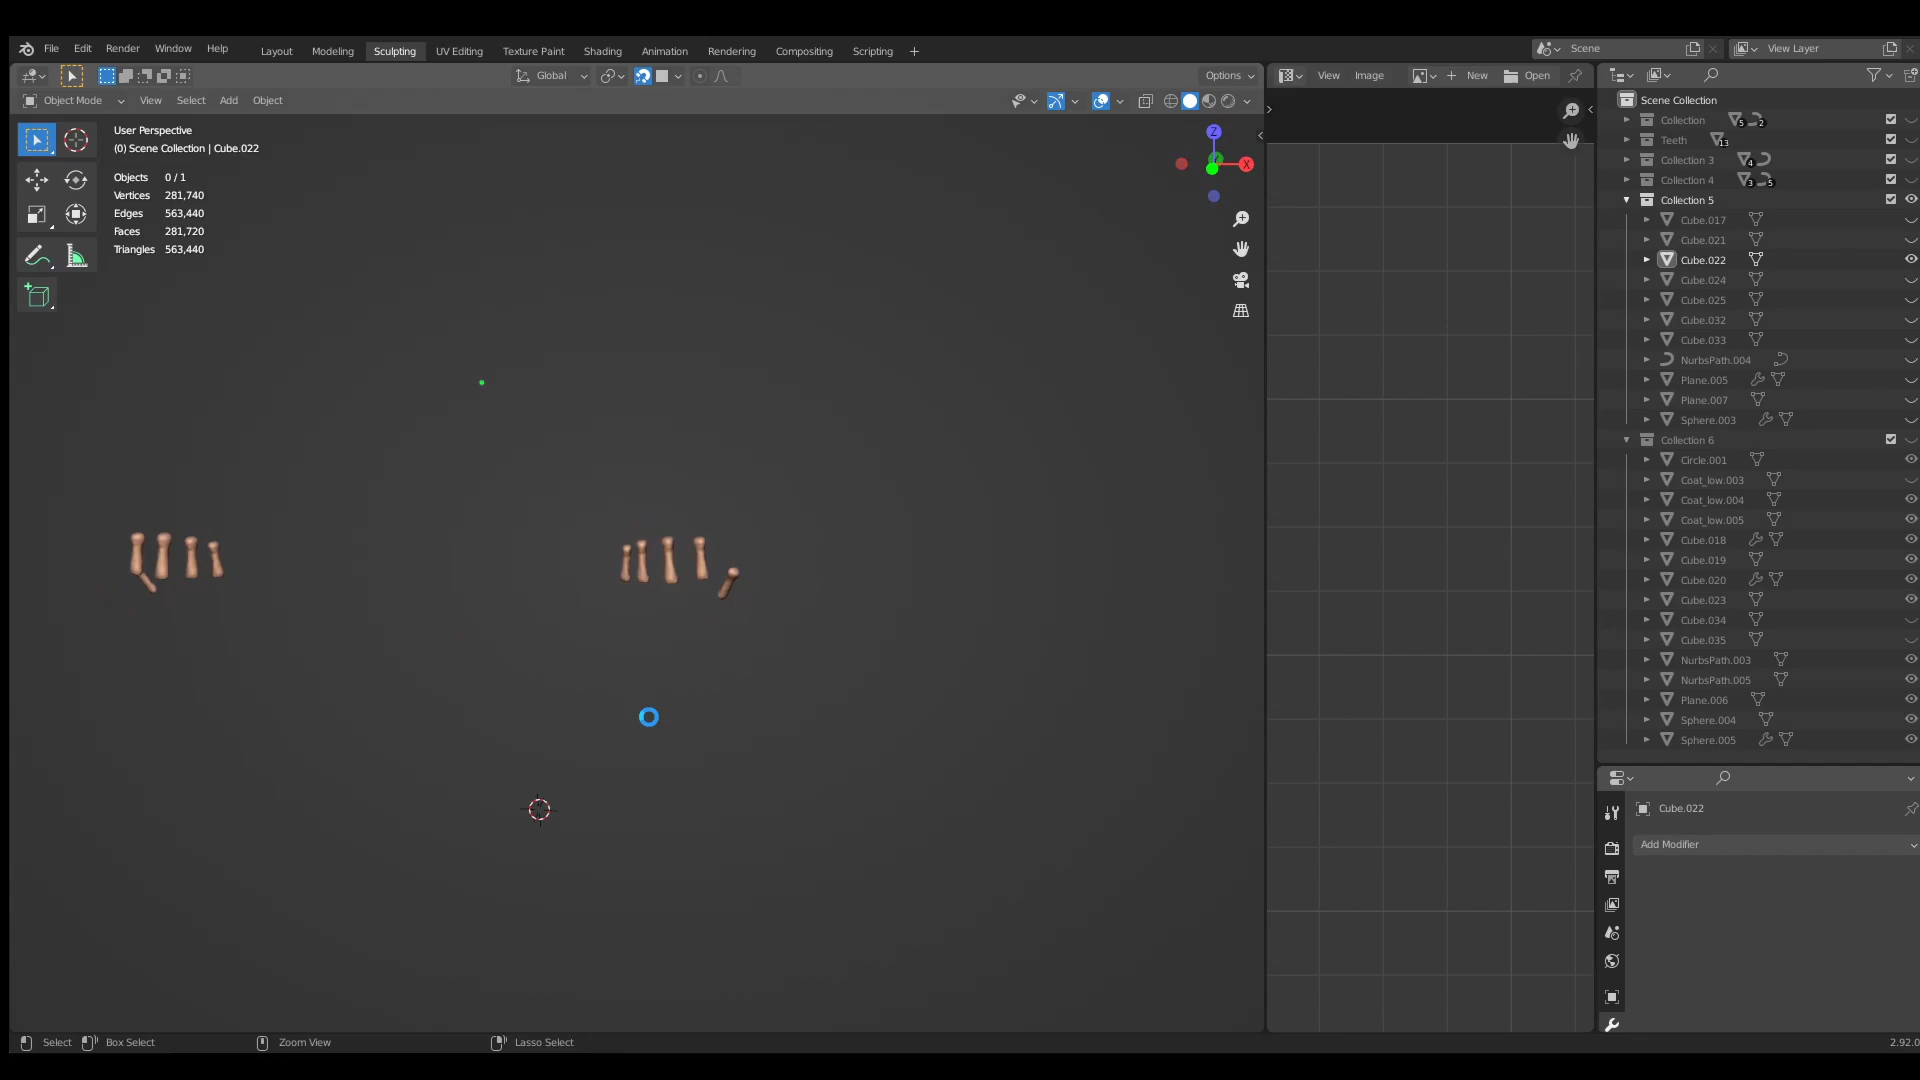 File Edit Render Window Help
Layout Modeling Sculpting UV Editing Texture Paint Shading Animation Rendering Compositing Scripting
Scene
View Layer
Global
Options
View Image New Open
Object Mode View Select Add Object
User Perspective
(0) Scene Collection | Cube.022
Objects 0 / 1
Vertices 281,740
Edges 563,440
Faces 281,720
Triangles 563,440
Z
X
Scene Collection
Collection 5 2
Teeth 13
Collection 3 4
Collection 4 3 5
Collection 5
Cube.017
Cube.021
Cube.022
Cube.024
Cube.025
Cube.032
Cube.033
NurbsPath.004
Plane.005
Plane.007
Sphere.003
Collection 6
Circle.001
Coat_low.003
Coat_low.004
Coat_low.005
Cube.018
Cube.019
Cube.020
Cube.023
Cube.034
Cube.035
NurbsPath.003
NurbsPath.005
Plane.006
Sphere.004
Sphere.005
Cube.022
Add Modifier
Select Box Select Zoom View Lasso Select
2.92.0